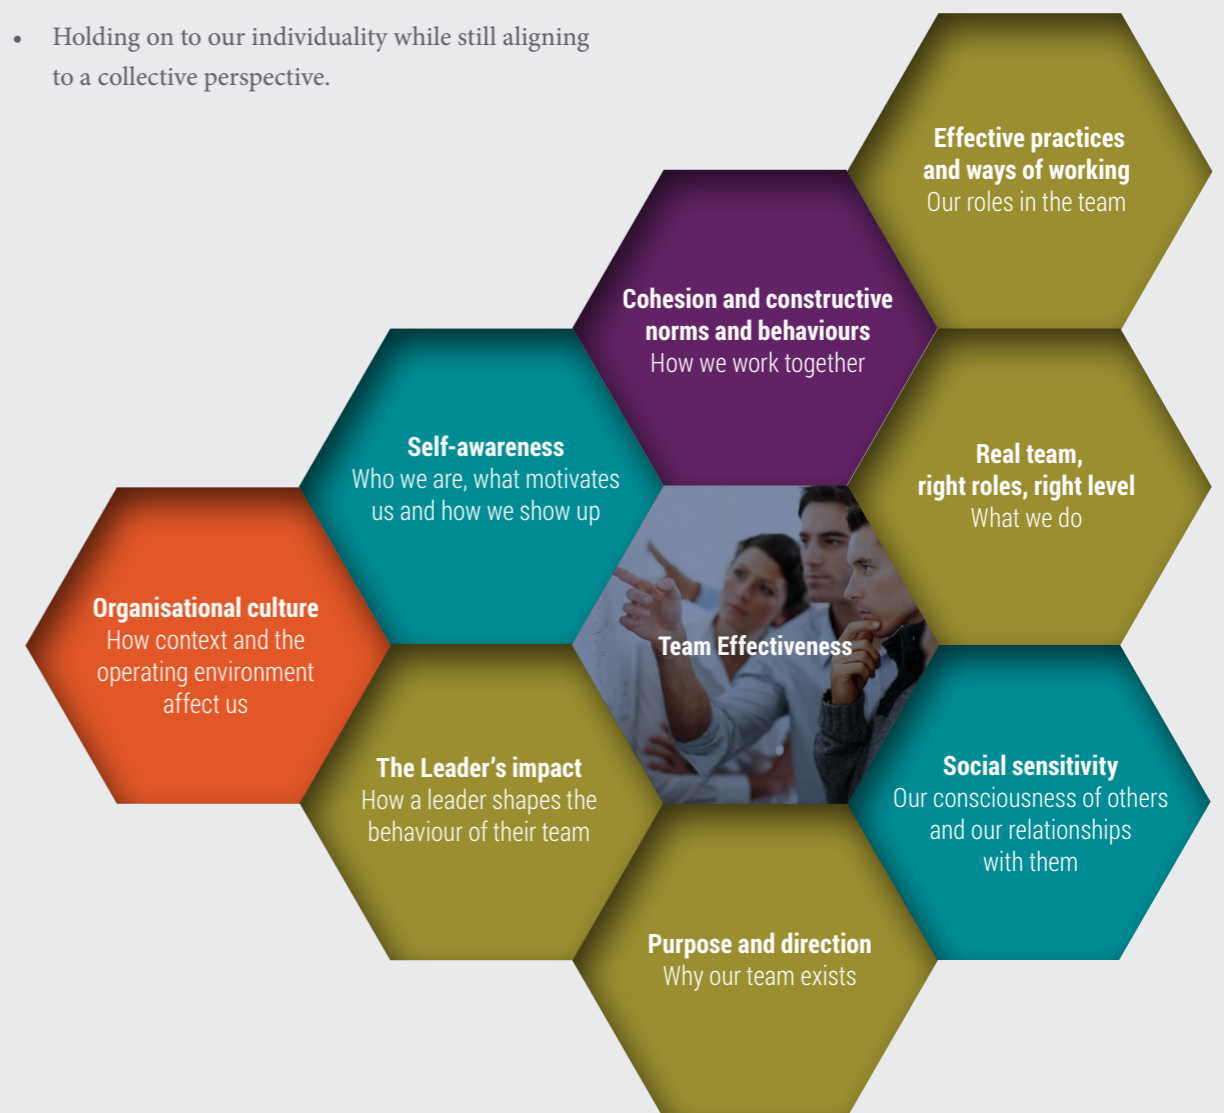 • Holding on to our individuality while still aligning
to a collective perspective.
Effective practices
and ways of working
Our roles in the team
Cohesion and constructive
norms and behaviours
How we work together
Self-awareness
Who we are, what motivates
us and how we show up
Real team,
right roles, right level
What we do
Organisational culture
How context and the
operating environment
affect us
Team Effectiveness
The Leader's impact
How a leader shapes the
behaviour of their team
Social sensitivity
Our consciousness of others
and our relationships
with them
Purpose and direction
Why our team exists